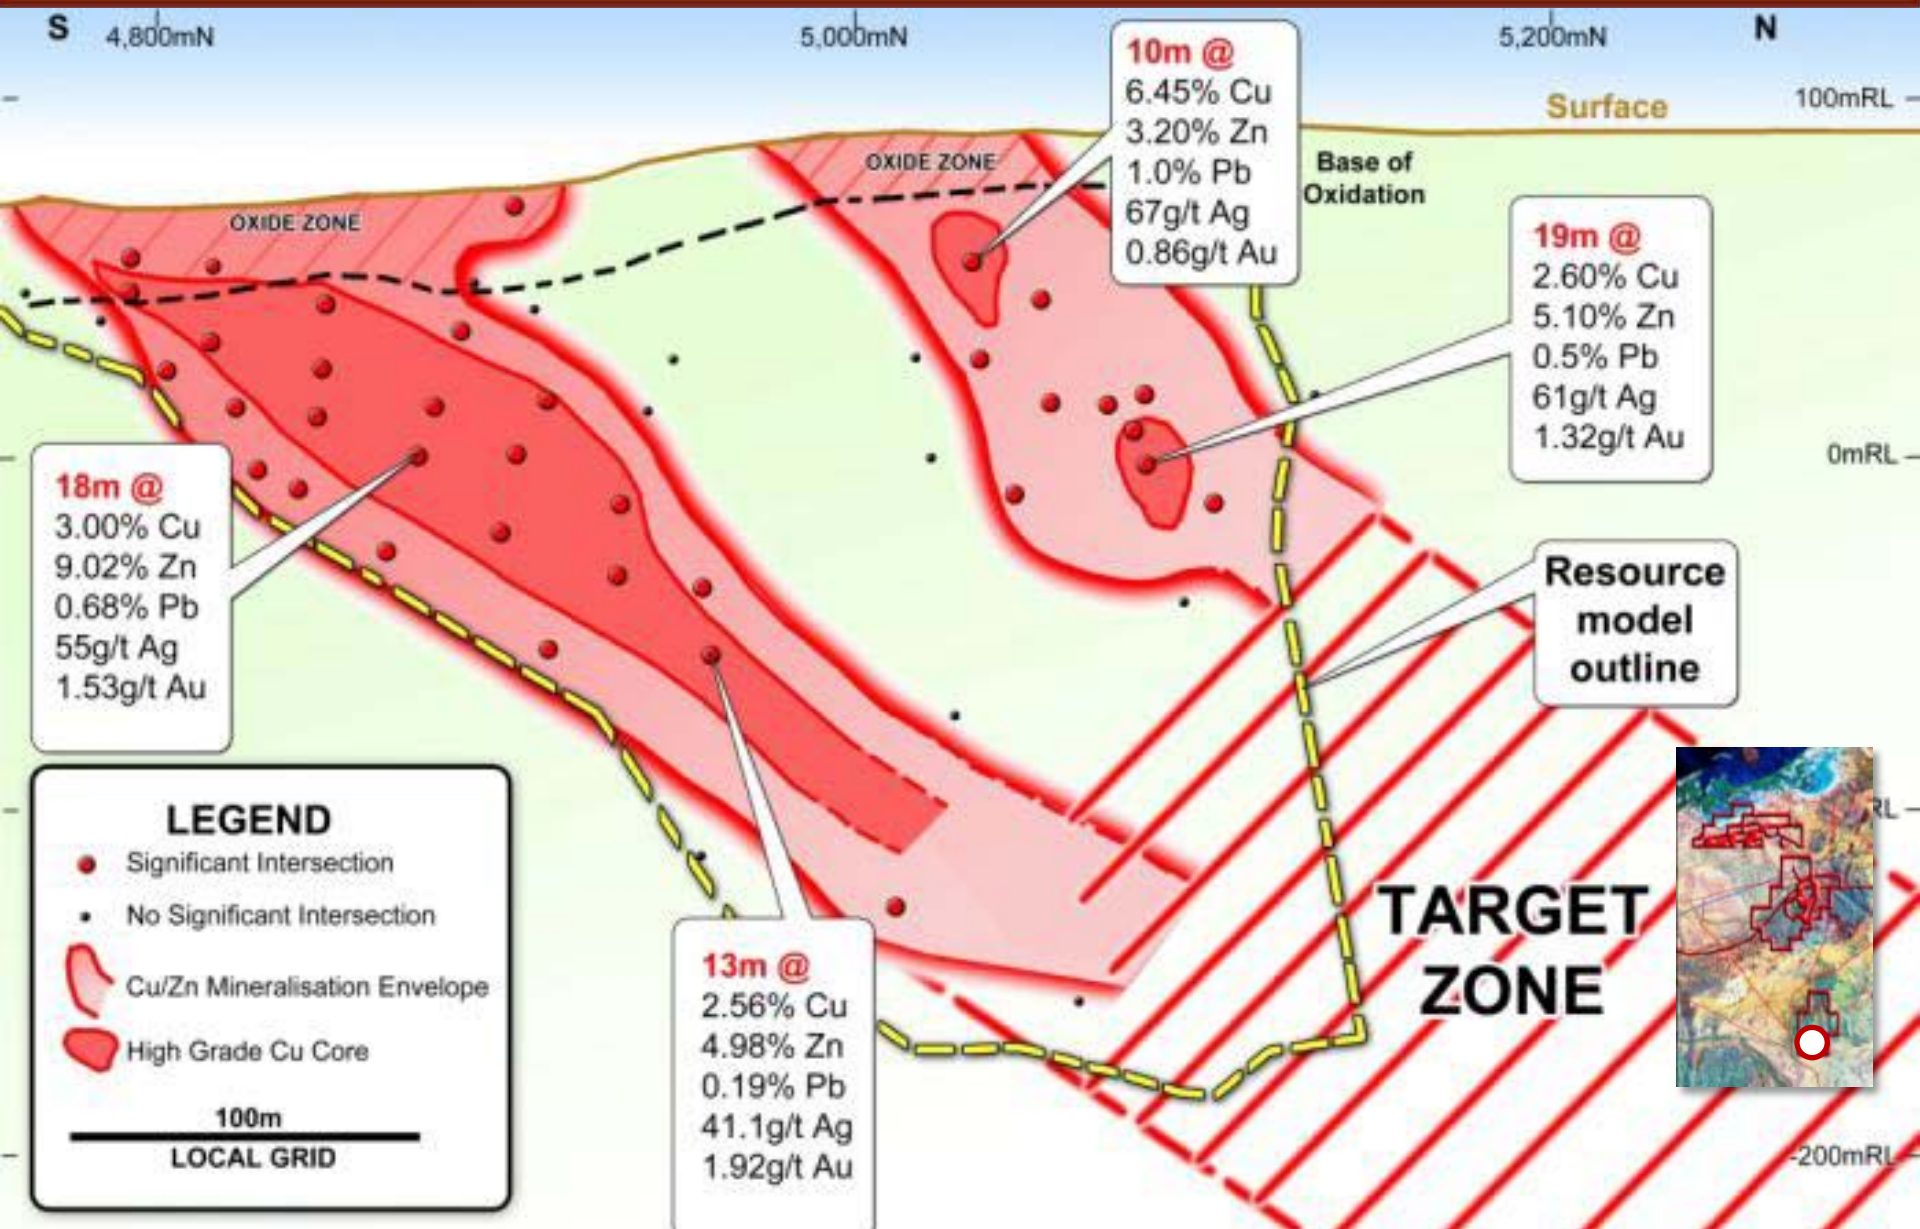 S
4,800mN
5,000mN
5,200mN
N
10m @
6.45% Cu
3.20% Zn
1.0% Pb
67g/t Ag
0.86g/t Au
Surface
100mRL
OXIDE ZONE
Base of
Oxidation
OXIDE ZONE
19m @
2.60% Cu
5.10% Zn
0.5% Pb
61g/t Ag
1.32g/t Au
0mRL
18m @
3.00% Cu
9.02% Zn
0.68% Pb
55g/t Ag
1.53g/t Au
Resource
model
outline
RL
TARGET
ZONE
13m @
2.56% Cu
4.98% Zn
0.19% Pb
41.1g/t Ag
1.92g/t Au
-200mRL
LEGEND
Significant Intersection
No Significant Intersection
Cu/Zn Mineralisation Envelope
High Grade Cu Core
100m
LOCAL GRID